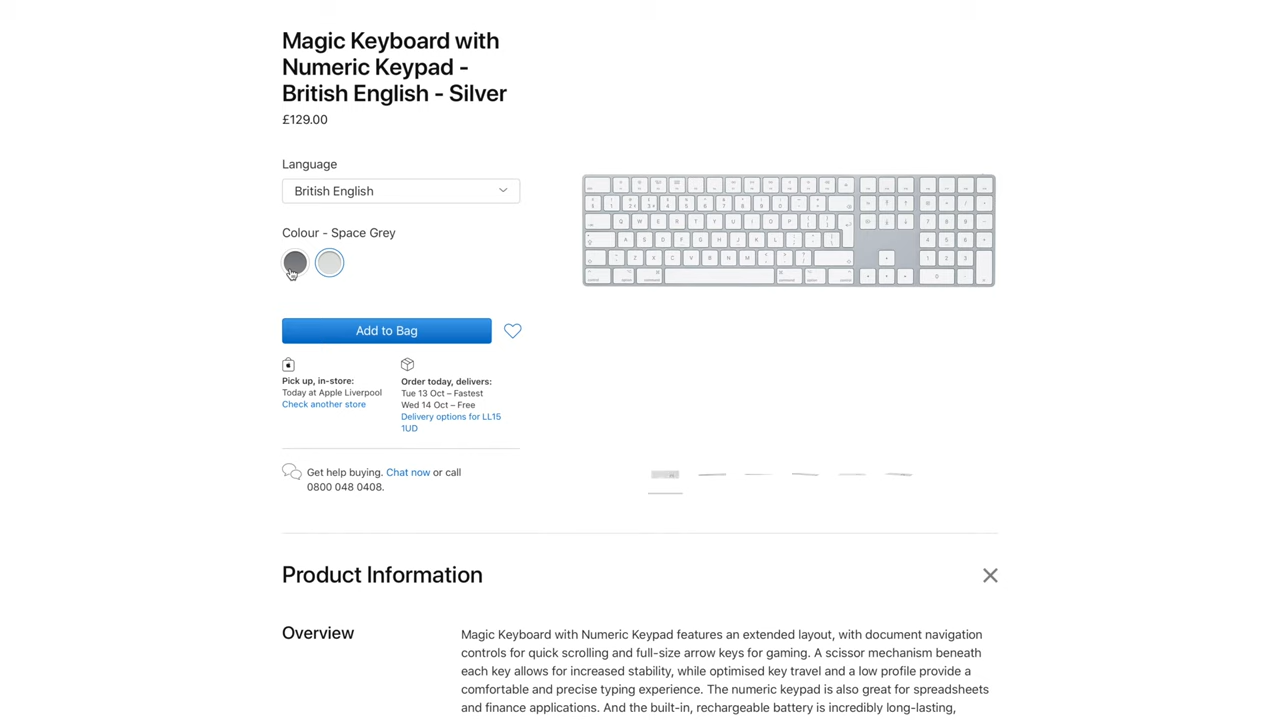 Magic Keyboard with
Numeric Keypad -
British English - Silver
£129.00
Language
British English
Colour - Space Grey
Add to Bag
Pick up, in-store:
Today at Apple Liverpool
Check another store
Order today, delivers:
Tue 13 Oct – Fastest
Wed 14 Oct – Free
Delivery options for LL15
1UD
Get help buying. Chat now or call
0800 048 0408.
Product Information
Overview
Magic Keyboard with Numeric Keypad features an extended layout, with document navigation
controls for quick scrolling and full-size arrow keys for gaming. A scissor mechanism beneath
each key allows for increased stability, while optimised key travel and a low profile provide a
comfortable and precise typing experience. The numeric keypad is also great for spreadsheets
and finance applications. And the built-in, rechargeable battery is incredibly long-lasting,